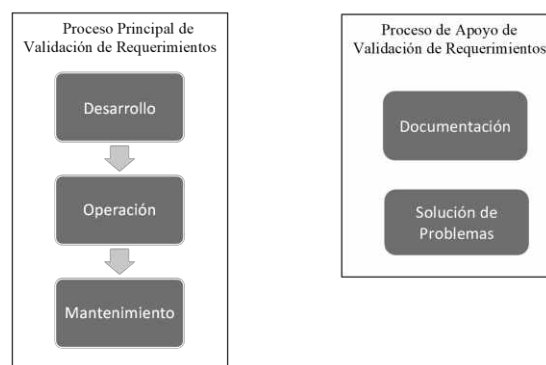 Proceso Principal de
Validación de Requerimientos
Desarrollo
Operación
Mantenimiento
Proceso de Apoyo de
Validación de Requerimientos
Documentación
Solución de
Problemas